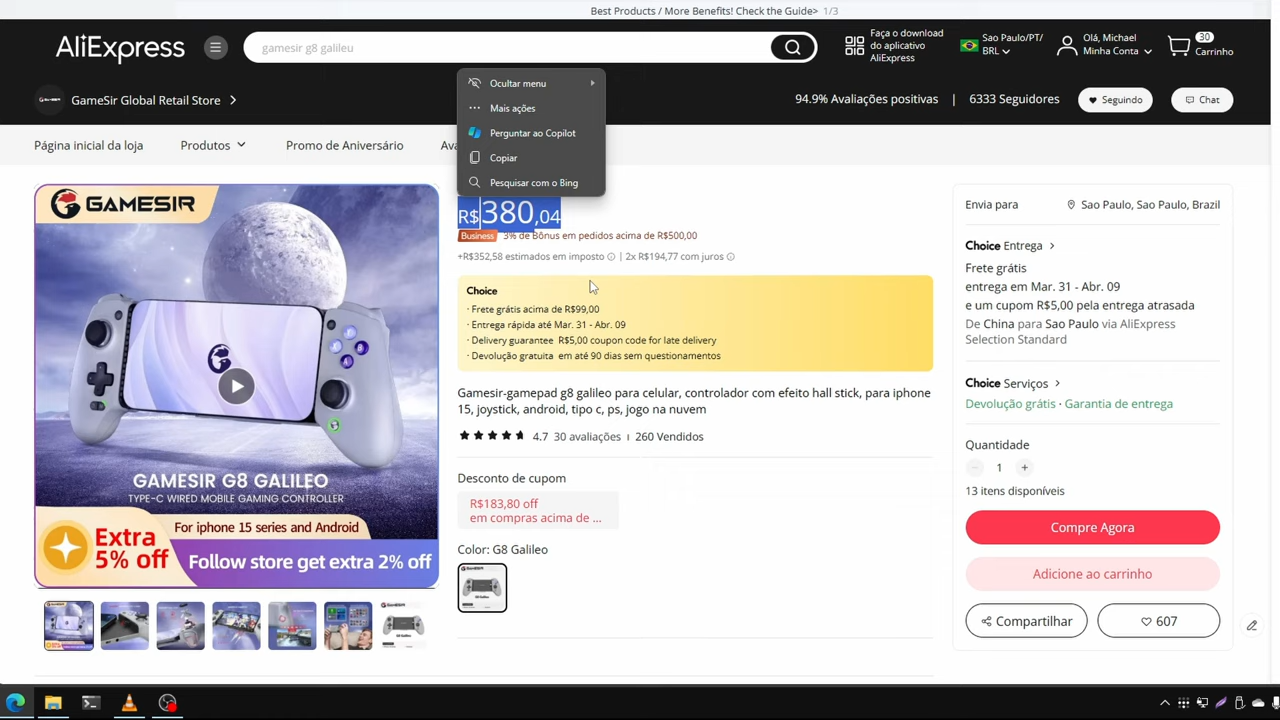 Best Products / More Benefits! Check the Guide> 1/3
AliExpress
gamesir g8 galileu
Faça o download
do aplicativo
AliExpress
Sao Paulo/PT/
BRL
Olá, Michael
Minha Conta
30
Carrinho
GameSir Global Retail Store
94.9% Avaliações positivas | 6333 Seguidores
Seguindo
Chat
Página inicial da loja
Produtos
Promo de Aniversário
Ocultar menu
Mais ações
Perguntar ao Copilot
Copiar
Pesquisar com o Bing
GAMESIR
GAMESIR G8 GALILEO
TYPE-C WIRED MOBILE GAMING CONTROLLER
For iphone 15 series and Android
Extra
5% off
Follow store get extra 2% off
R$380,04
Business 3% de Bônus em pedidos acima de R$500,00
+R$352,58 estimados em imposto | 2x R$194,77 com juros
Choice
· Frete grátis acima de R$99,00
· Entrega rápida até Mar. 31 - Abr. 09
· Delivery guarantee R$5,00 coupon code for late delivery
· Devolução gratuita em até 90 dias sem questionamentos
Gamesir-gamepad g8 galileo para celular, controlador com efeito hall stick, para iphone
15, joystick, android, tipo c, ps, jogo na nuvem
4.7 30 avaliações | 260 Vendidos
Desconto de cupom
R$183,80 off
em compras acima de ...
Color: G8 Galileo
Envia para
Sao Paulo, Sao Paulo, Brazil
Choice Entrega
Frete grátis
entrega em Mar. 31 - Abr. 09
e um cupom R$5,00 pela entrega atrasada
De China para Sao Paulo via AliExpress
Selection Standard
Choice Serviços
Devolução grátis · Garantia de entrega
Quantidade
1
13 itens disponíveis
Compre Agora
Adicione ao carrinho
Compartilhar
607